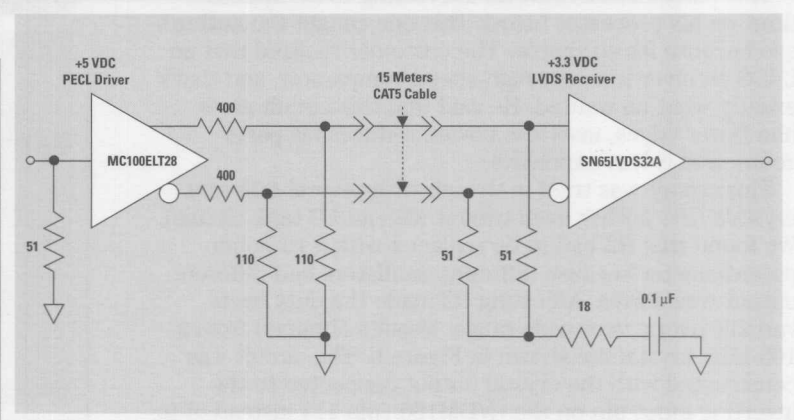 +5 VDC
PECL Driver
+3.3 VDC
LVDS Receiver
15 Meters
CAT5 Cable
400
MC100ELT28
400
SN65LVDS32A
51
110
110
51
51
18
0.1 µF